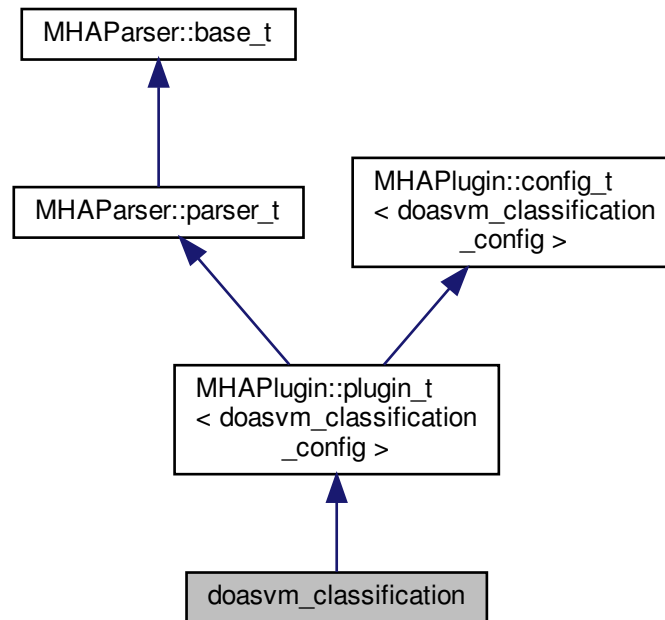 MHAParser::base_t
MHAParser::parser_t
MHAPlugin::config_t
< doasvm_classification
_config >
MHAPlugin::plugin_t
< doasvm_classification
_config >
doasvm_classification